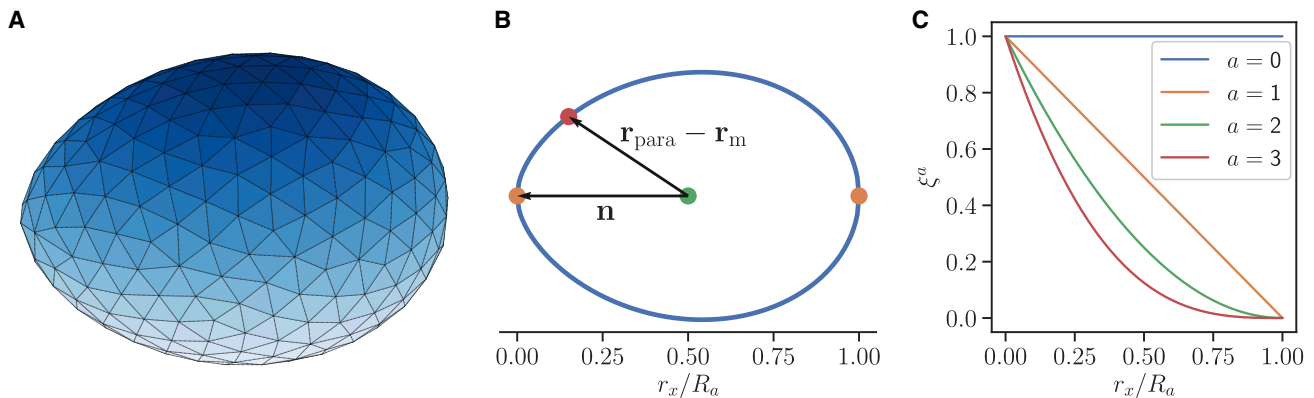 A
B
r_para − r_m
n
0.00 0.25 0.50 0.75 1.00
r_x/R_a
C
1.0
0.8
0.6
0.4
0.2
0.0
ξ^a
a = 0
a = 1
a = 2
a = 3
0.00 0.25 0.50 0.75 1.00
r_x/R_a